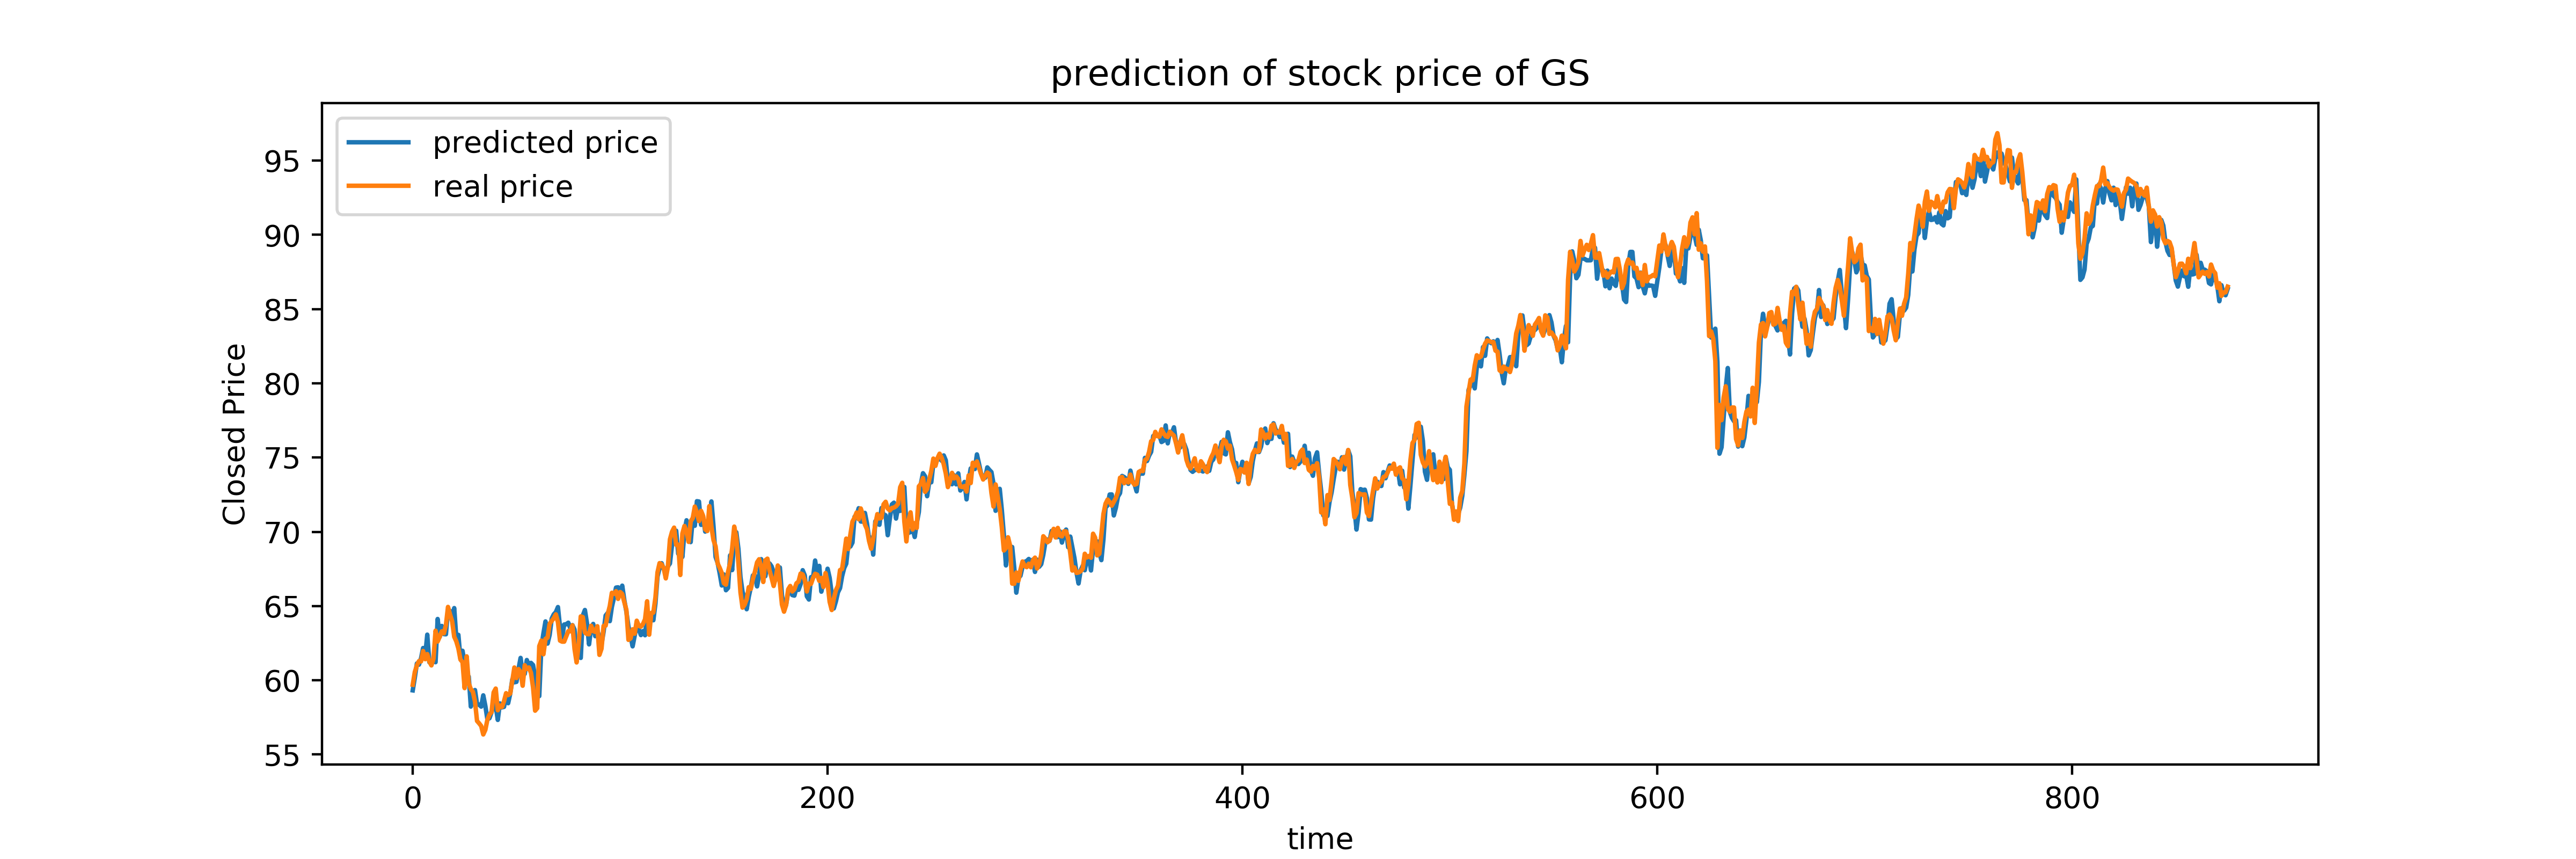 prediction of stock price of GS
predicted price
real price
95
90
85
80
75
70
65
60
55
Closed Price
0 200 400 600 800
time